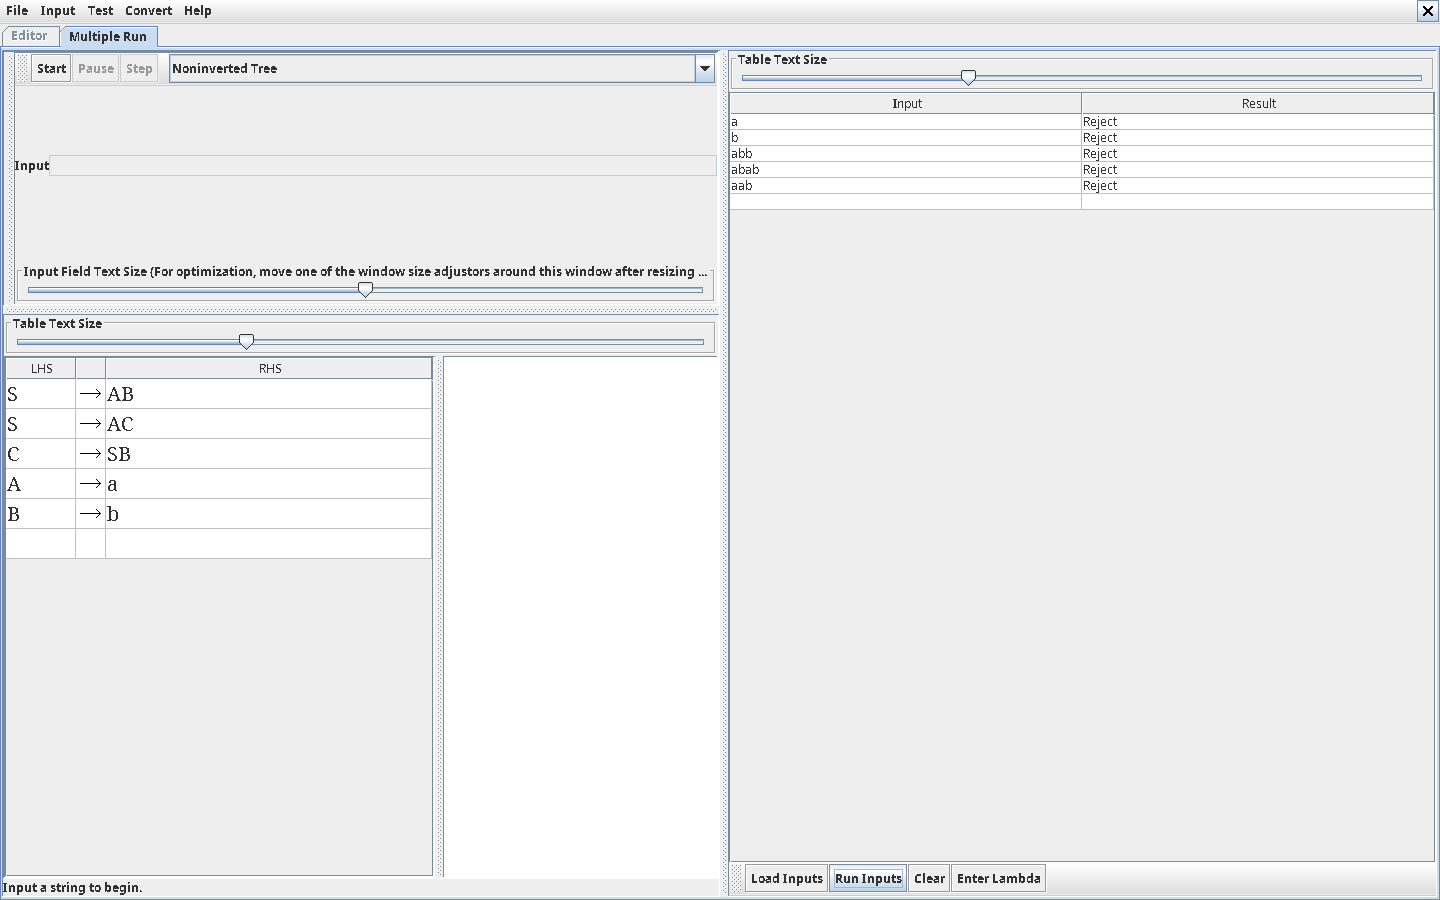 File Input Test Convert Help
Editor Multiple Run
Start Pause Step Noninverted Tree
Input
Input Field Text Size (For optimization, move one of the window size adjustors around this window after resizing ...
Table Text Size
LHS RHS
S → AB
S → AC
C → SB
A → a
B → b
Input a string to begin.
Table Text Size
Input Result
a Reject
b Reject
abb Reject
abab Reject
aab Reject
Load Inputs Run Inputs Clear Enter Lambda